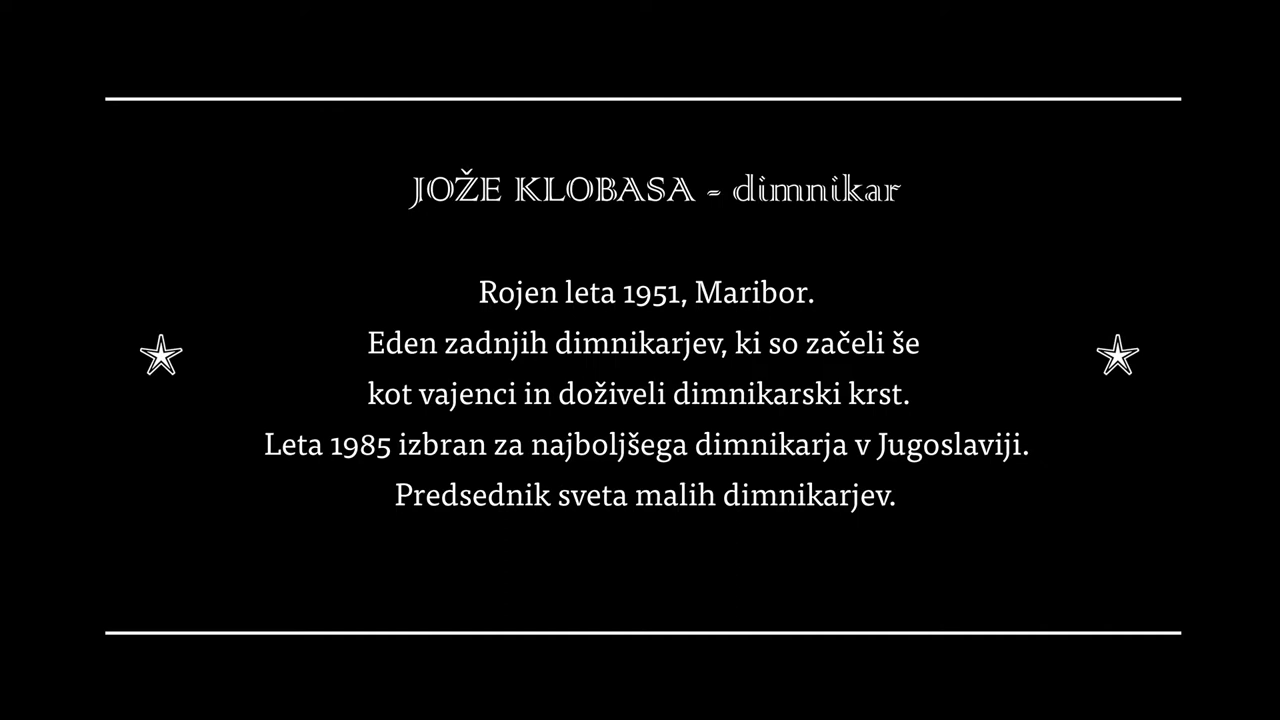 JOŽE KLOBASA - dimnikar
Rojen leta 1951, Maribor.
Eden zadnjih dimnikarjev, ki so začeli še
kot vajenci in doživeli dimnikarski krst.
Leta 1985 izbran za najboljšega dimnikarja v Jugoslaviji.
Predsednik sveta malih dimnikarjev.